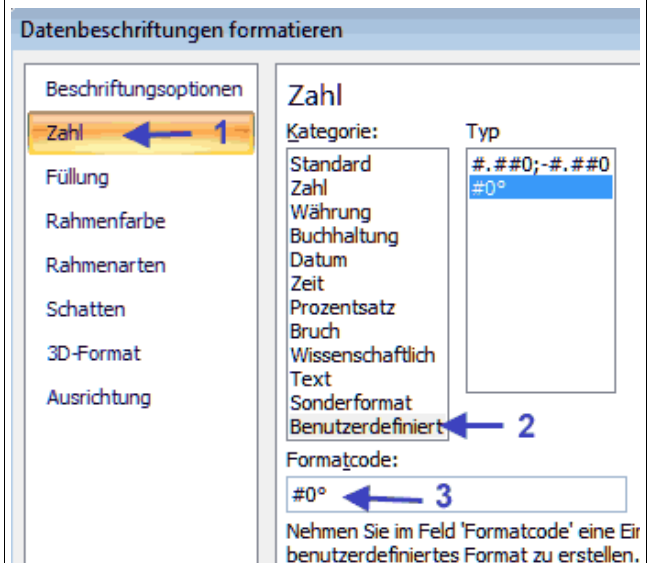 Datenbeschriftungen formatieren
Beschriftungsoptionen
Zahl 1
Füllung
Rahmenfarbe
Rahmenarten
Schatten
3D-Format
Ausrichtung
Zahl
Kategorie:
Standard
Zahl
Währung
Buchhaltung
Datum
Zeit
Prozentsatz
Bruch
Wissenschaftlich
Text
Sonderformat
Benutzerdefiniert 2
Typ
#.##0;-#.##0
#0°
Formatcode:
#0° 3
Nehmen Sie im Feld 'Formatcode' eine Ein
benutzerdefiniertes Format zu erstellen.